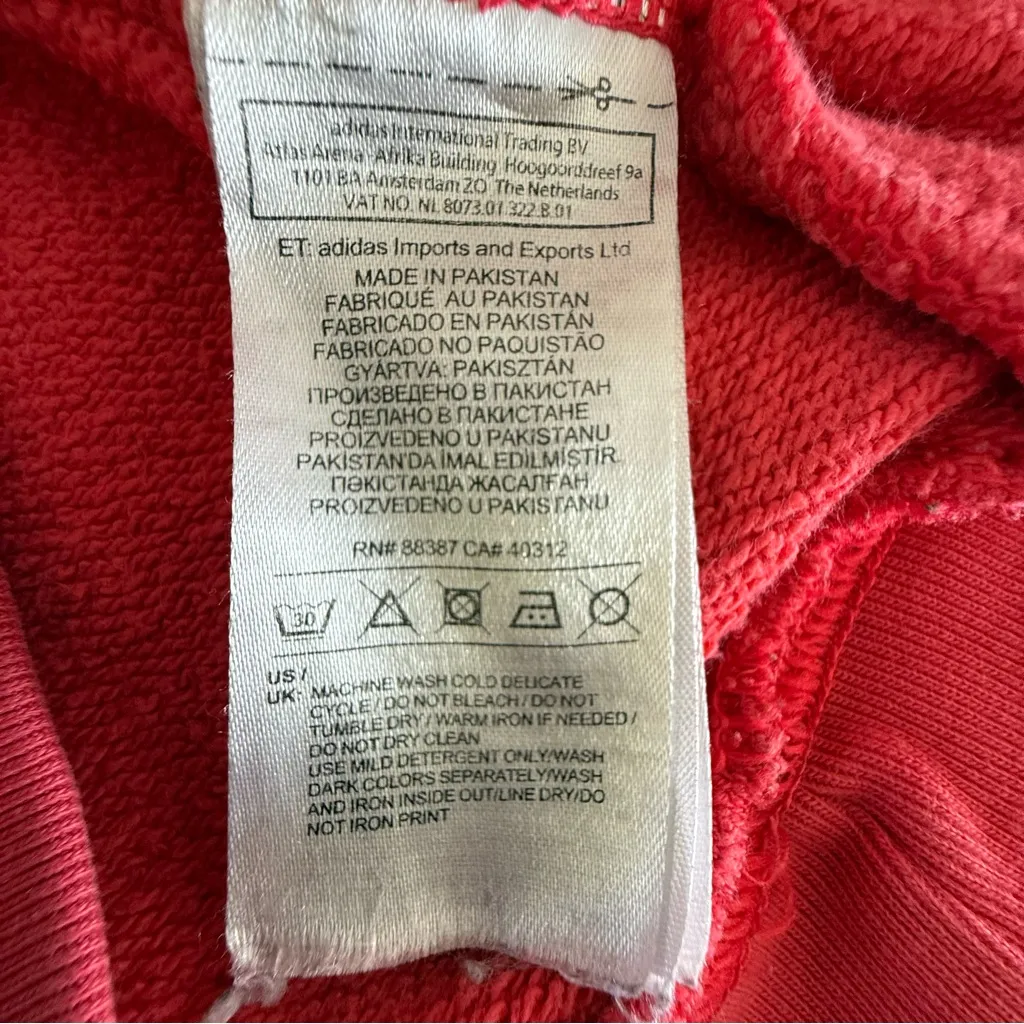 adidas International Trading BV
Atlas Arena Afrika Building Hoogoorddreef 9a
1101 BA Amsterdam ZO The Netherlands
VAT NO. NL 8073.01.322.B.01
ET: adidas Imports and Exports Ltd
MADE IN PAKISTAN
FABRIQUÉ AU PAKISTAN
FABRICADO EN PAKISTÁN
FABRICADO NO PAQUISTÃO
GYÁRTVA: PAKISZTÁN
ПРОИЗВЕДЕНО В ПАКИСТАН
СДЕЛАНО В ПАКИСТАНЕ
PROIZVEDENO U PAKISTANU
PAKİSTAN'DA İMAL EDİLMİŞTİR
ПӘКІСТАНДА ЖАСАЛҒАН
PROIZVEDENO U PAKISTANU
RN# 88387 CA# 40312
30
US /
UK: MACHINE WASH COLD DELICATE
CYCLE / DO NOT BLEACH / DO NOT
TUMBLE DRY / WARM IRON IF NEEDED /
DO NOT DRY CLEAN
USE MILD DETERGENT ONLY/WASH
DARK COLORS SEPARATELY/WASH
AND IRON INSIDE OUT/LINE DRY/DO
NOT IRON PRINT